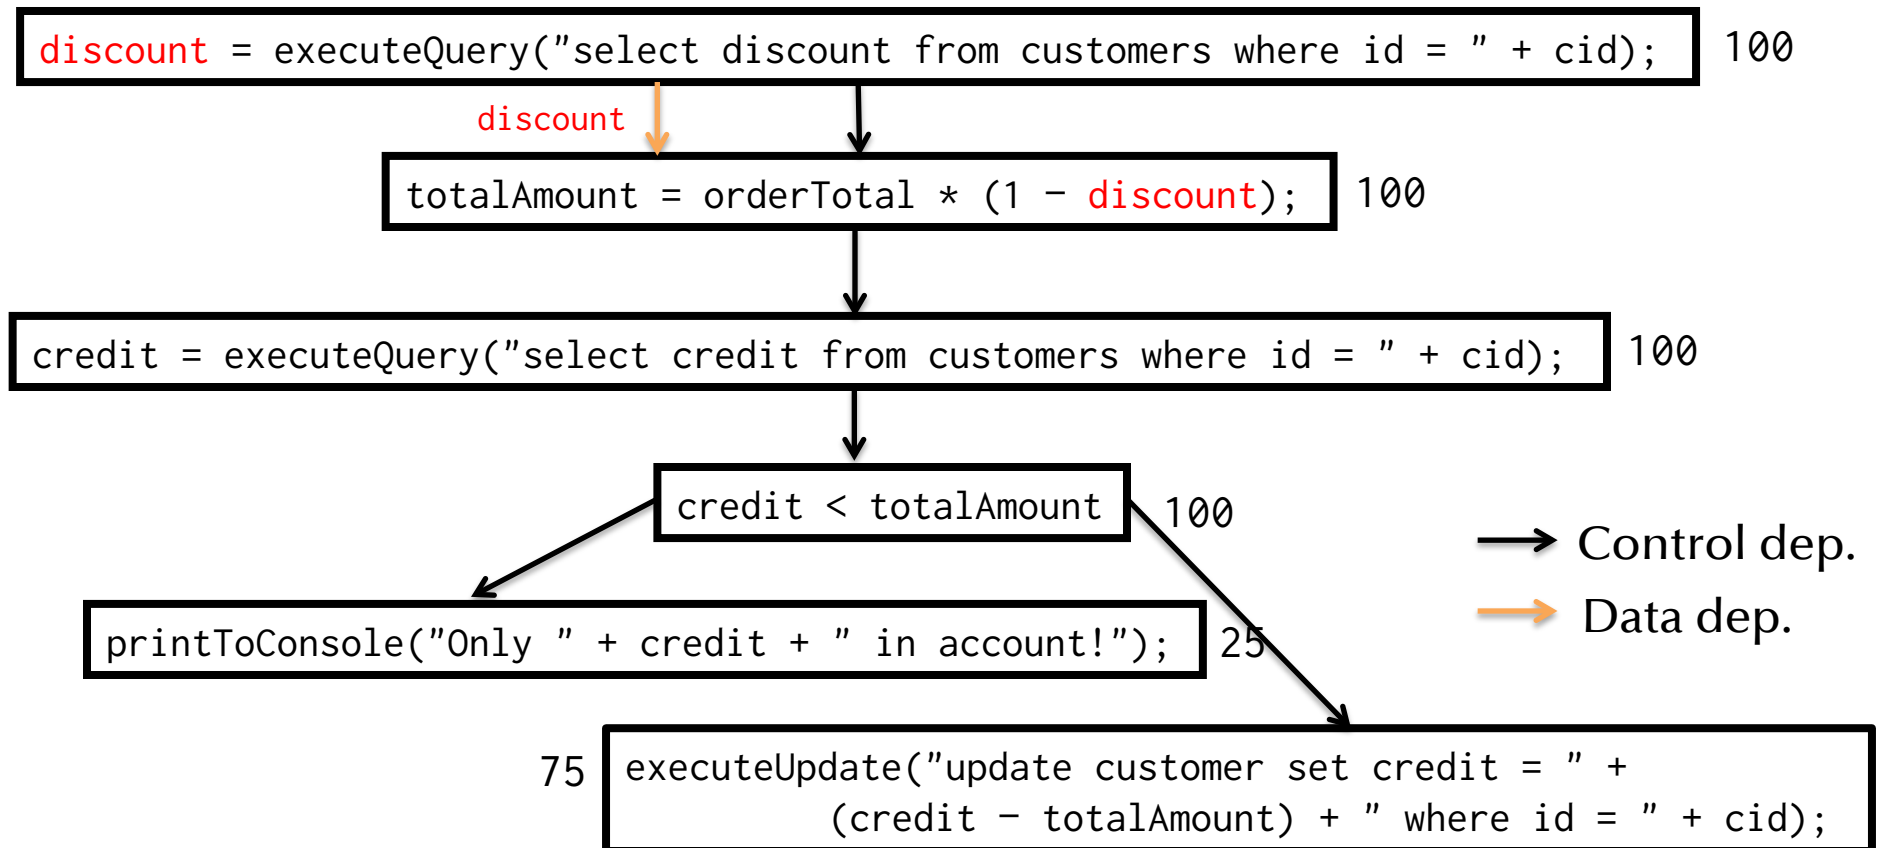 discount = executeQuery("select discount from customers where id = " + cid);
100
discount
totalAmount = orderTotal * (1 – discount);
100
credit = executeQuery("select credit from customers where id = " + cid);
100
credit < totalAmount
100
Control dep.
Data dep.
printToConsole("Only " + credit + " in account!");
25
75
executeUpdate("update customer set credit = " +
(credit – totalAmount) + " where id = " + cid);